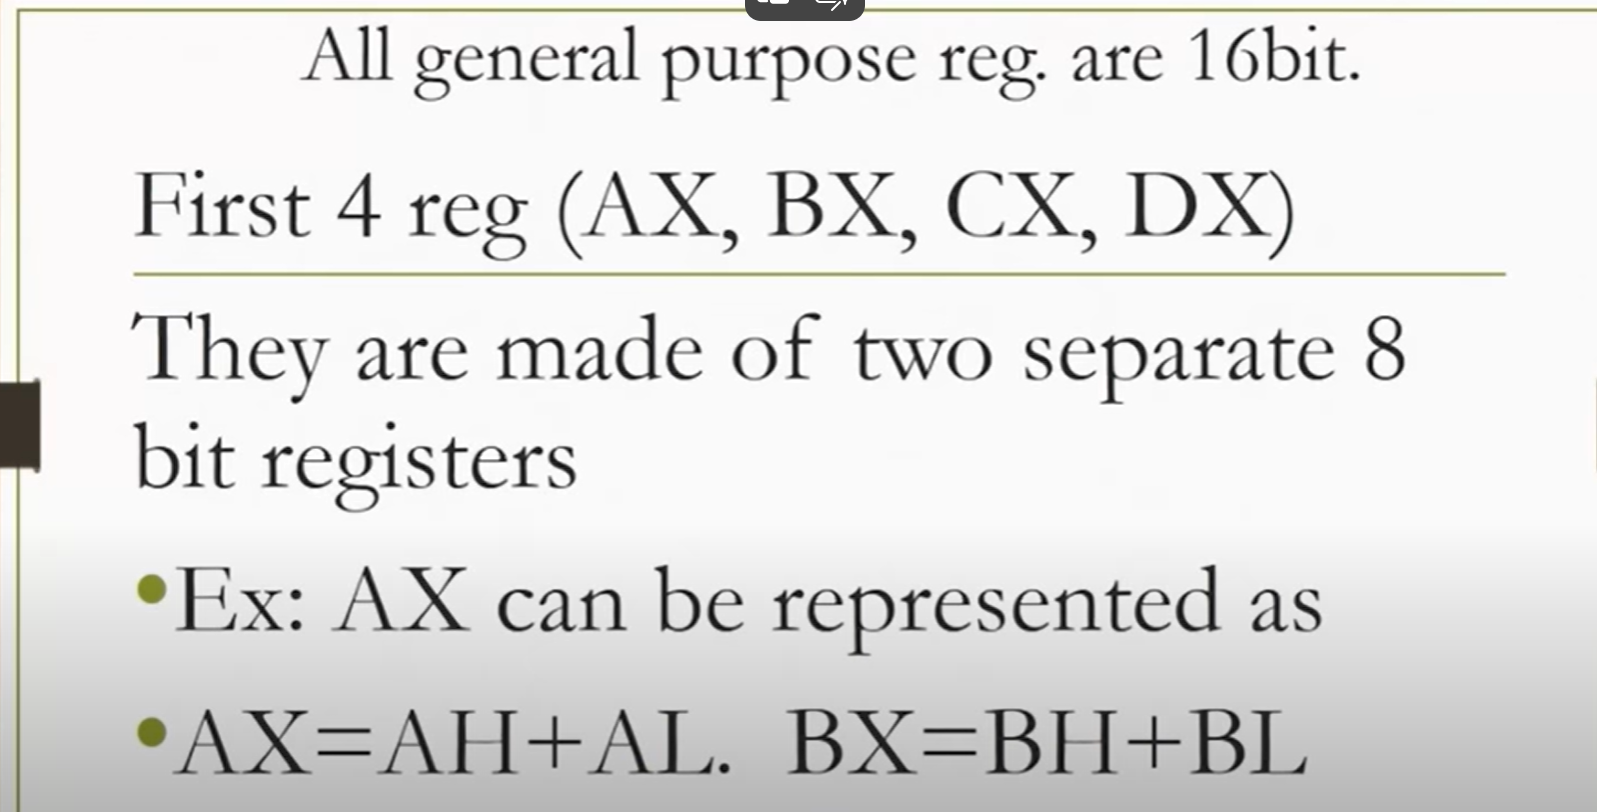 All general purpose reg. are 16bit.
First 4 reg (AX, BX, CX, DX)
They are made of two separate 8
bit registers
•Ex: AX can be represented as
•AX=AH+AL. BX=BH+BL